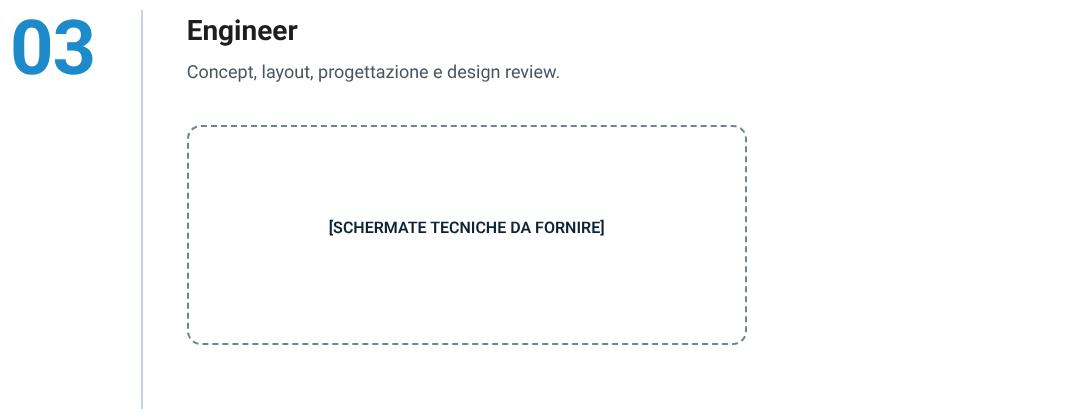 03
Engineer
Concept, layout, progettazione e design review.
[SCHERMATE TECNICHE DA FORNIRE]